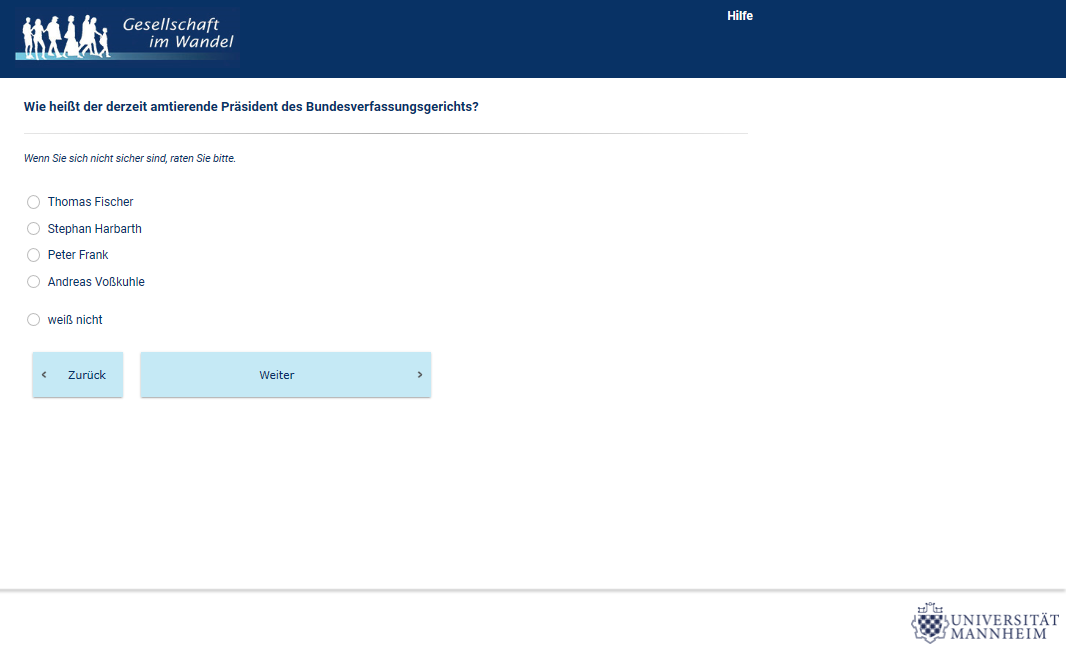 Gesellschaft
im Wandel
Hilfe
Wie heißt der derzeit amtierende Präsident des Bundesverfassungsgerichts?
Wenn Sie sich nicht sicher sind, raten Sie bitte.
Thomas Fischer
Stephan Harbarth
Peter Frank
Andreas Voßkuhle
weiß nicht
‹ Zurück
Weiter ›
UNIVERSITÄT
MANNHEIM